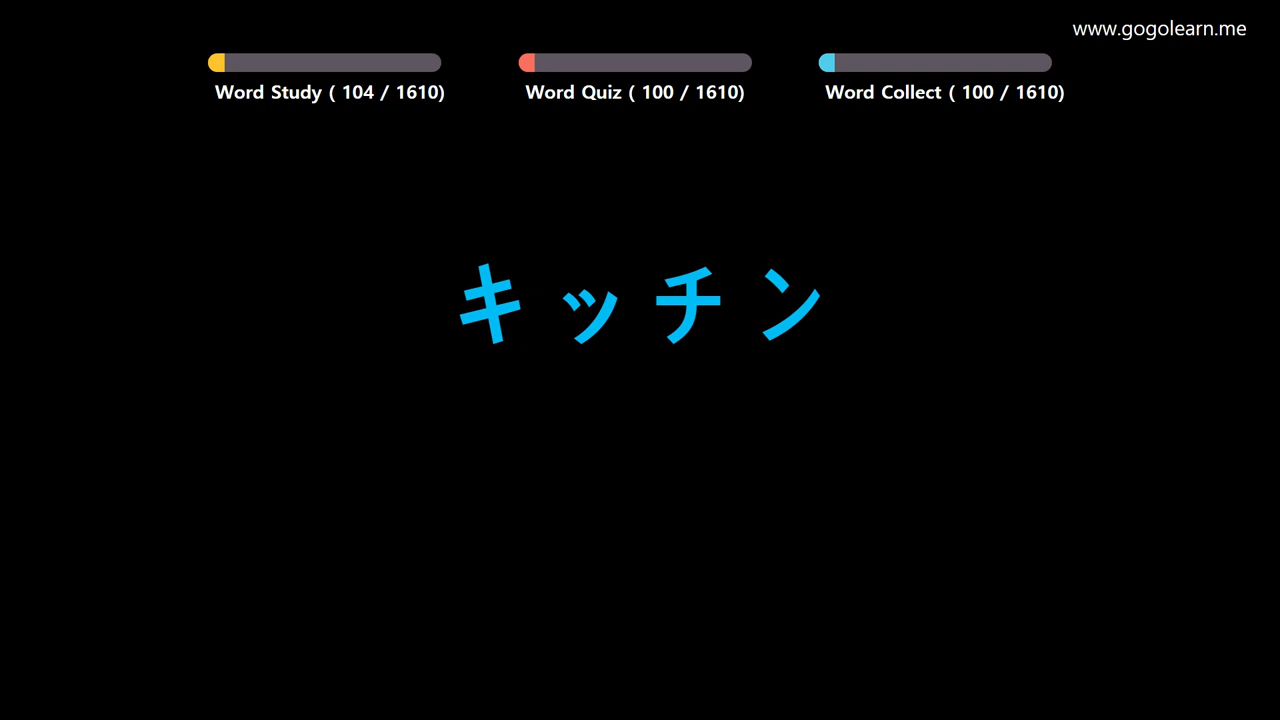 www.gogolearn.me
Word Study ( 104 / 1610)
Word Quiz ( 100 / 1610)
Word Collect ( 100 / 1610)
キッチン